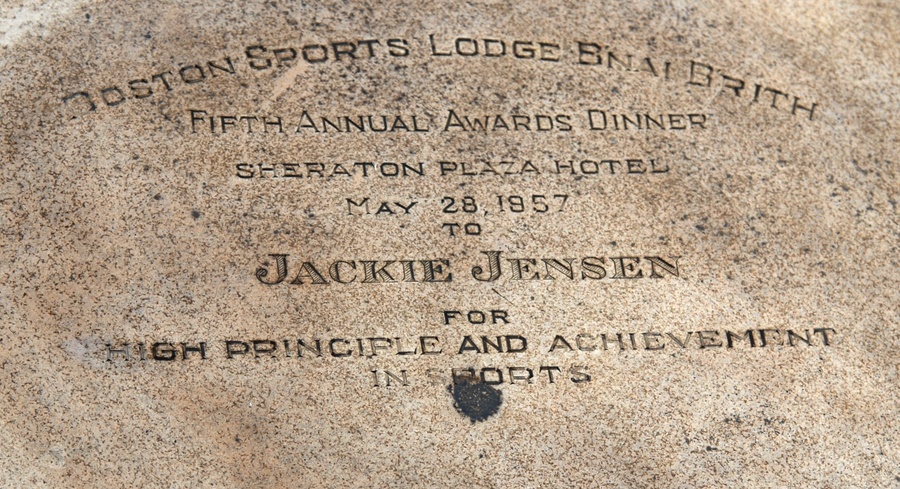 BOSTON SPORTS LODGE B'NAI BRITH
FIFTH ANNUAL AWARDS DINNER
SHERATON PLAZA HOTEL
MAY 28, 1957
TO
JACKIE JENSEN
FOR
HIGH PRINCIPLE AND ACHIEVEMENT
IN SPORTS